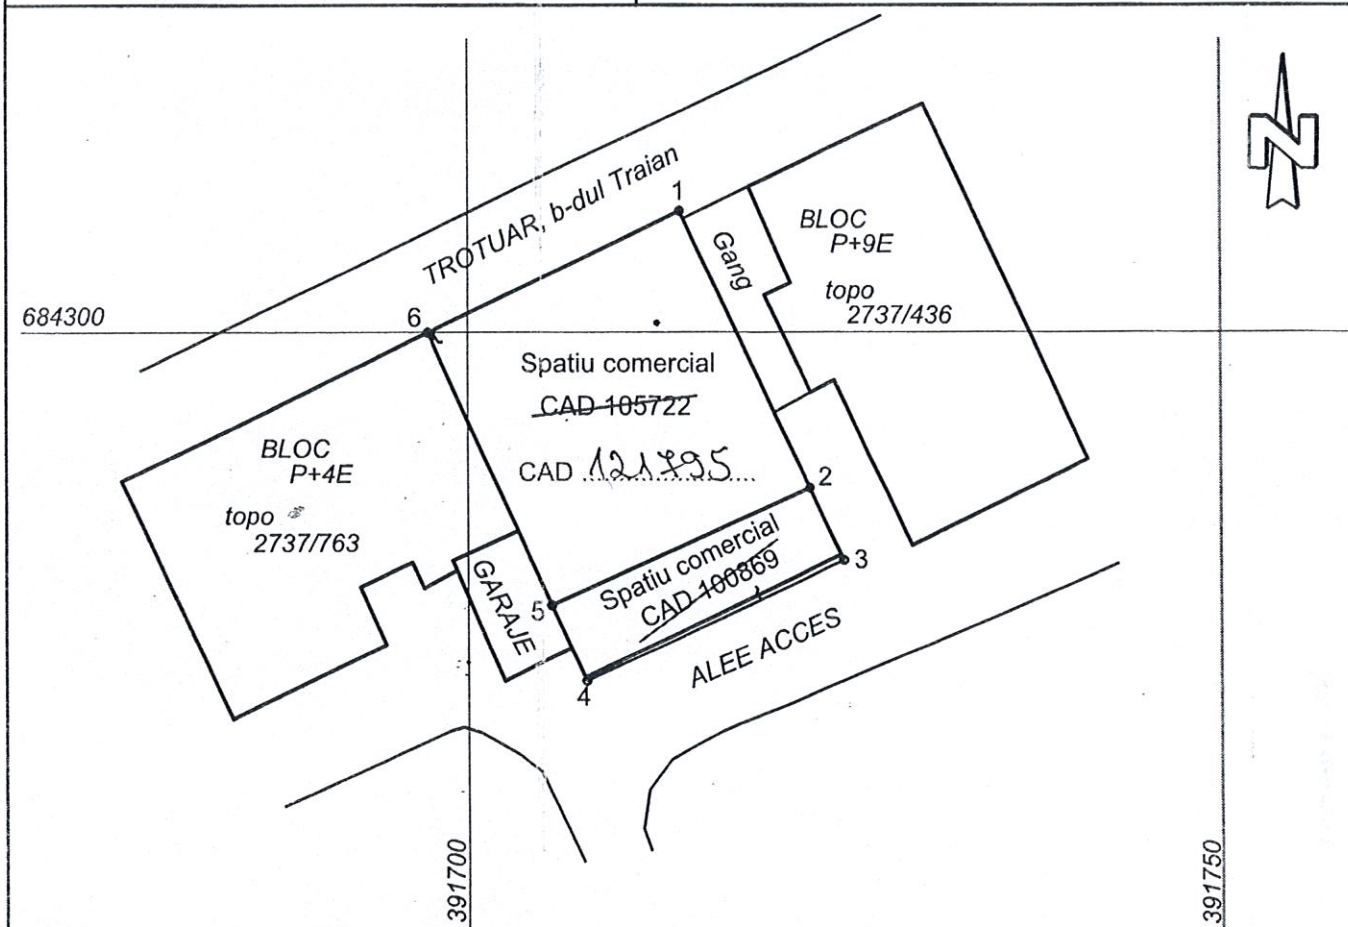 TROTUAR, b-dul Traian
1
N
Gang
BLOC
P+9E
topo
2737/436
684300
6
Spatiu comercial
CAD 105722
CAD 121795
BLOC
P+4E
topo
2737/763
2
Spatiu comercial
CAD 100869
3
5
GARAJE
4
ALEE ACCES
391700
391750